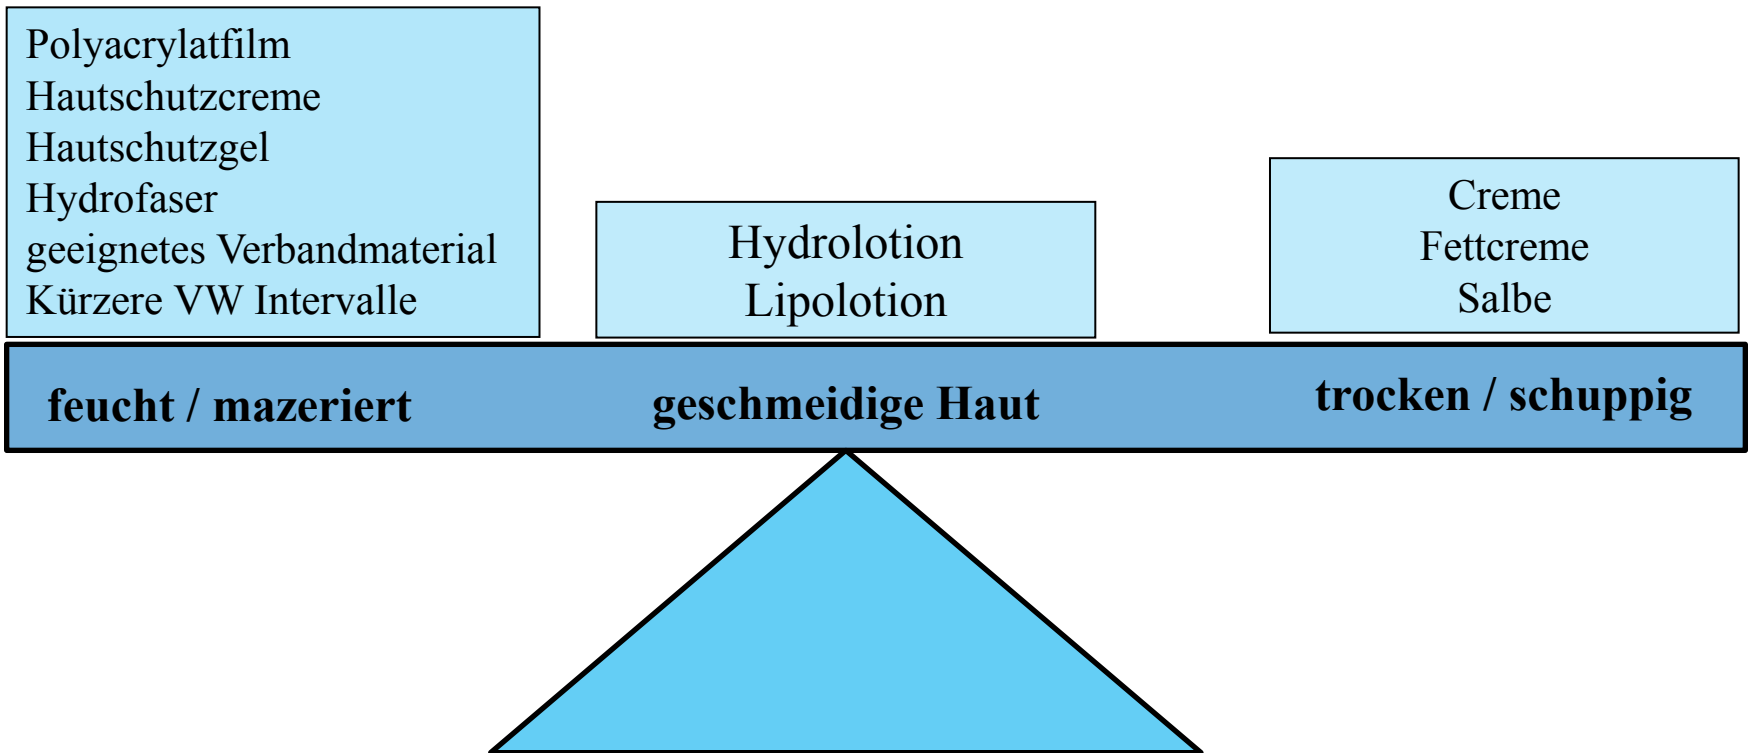 Polyacrylatfilm
Hautschutzcreme
Hautschutzgel
Hydrofaser
geeignetes Verbandmaterial
Kürzere VW Intervalle
Hydrolotion
Lipolotion
Creme
Fettcreme
Salbe
feucht / mazeriert
geschmeidige Haut
trocken / schuppig